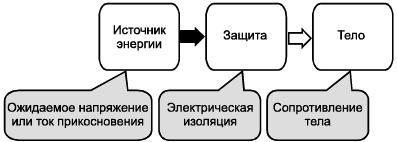 Источник
энергии
Защита
Тело
Ожидаемое напряжение
или ток прикосновения
Электрическая
изоляция
Сопротивление
тела